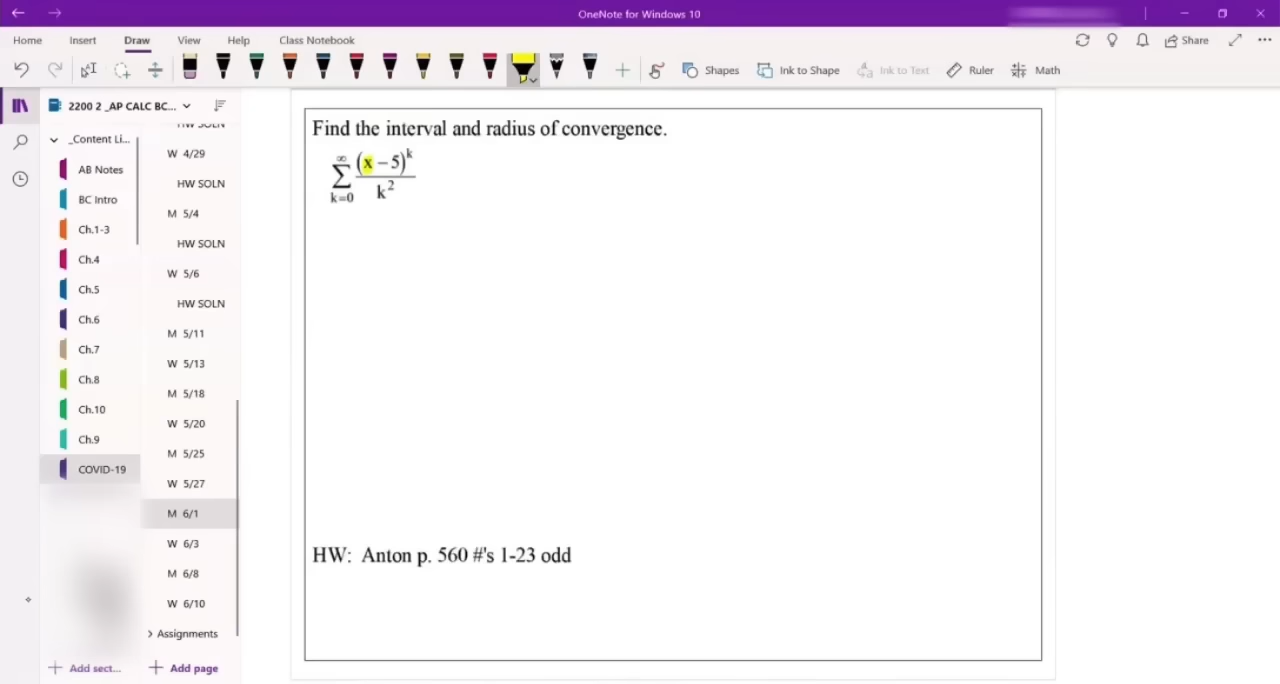 OneNote for Windows 10
Home Insert Draw View Help Class Notebook
Share
Shapes Ink to Shape Ink to Text Ruler Math
2200 2 _AP CALC BC...
_Content Li...
AB Notes
BC Intro
Ch.1-3
Ch.4
Ch.5
Ch.6
Ch.7
Ch.8
Ch.10
Ch.9
COVID-19
Add sect...
HW SOLN
W 4/29
HW SOLN
M 5/4
HW SOLN
W 5/6
HW SOLN
M 5/11
W 5/13
M 5/18
W 5/20
M 5/25
W 5/27
M 6/1
W 6/3
M 6/8
W 6/10
Assignments
Add page
Find the interval and radius of convergence.
∞
∑ (x – 5)^k / k^2
k=0
HW: Anton p. 560 #'s 1-23 odd